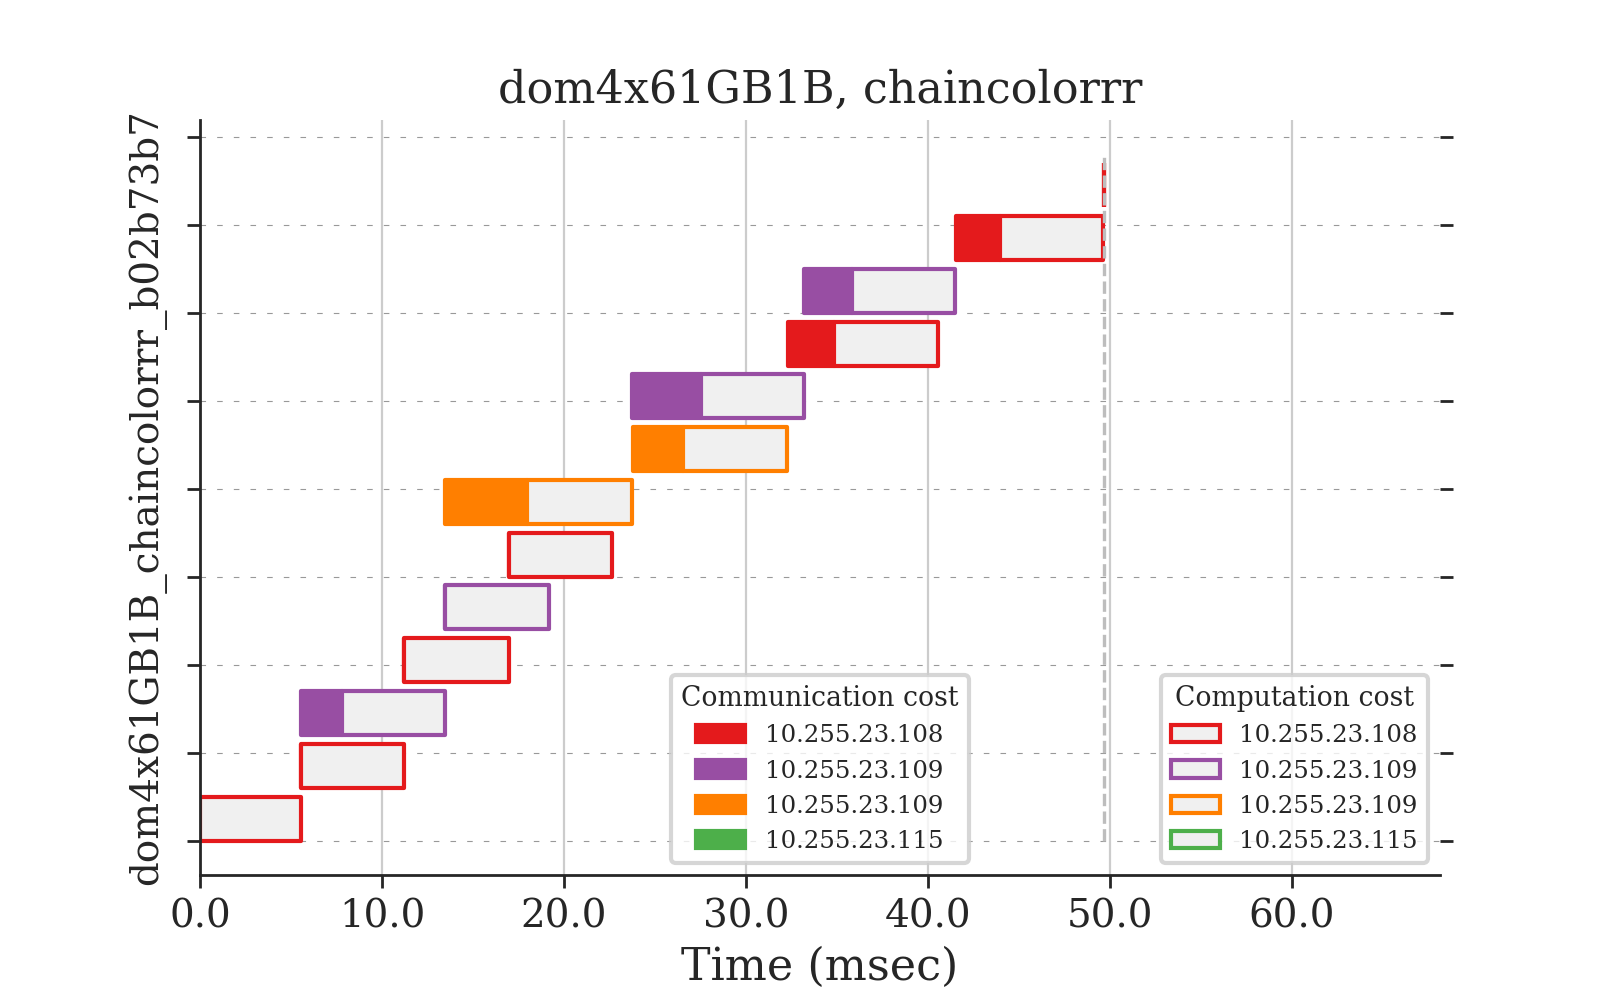 dom4x61GB1B, chaincolorrr
dom4x61GB1B_chaincolorrr_b02b73b7
Communication cost
10.255.23.108
10.255.23.109
10.255.23.109
10.255.23.115
Computation cost
10.255.23.108
10.255.23.109
10.255.23.109
10.255.23.115
0.0 10.0 20.0 30.0 40.0 50.0 60.0
Time (msec)